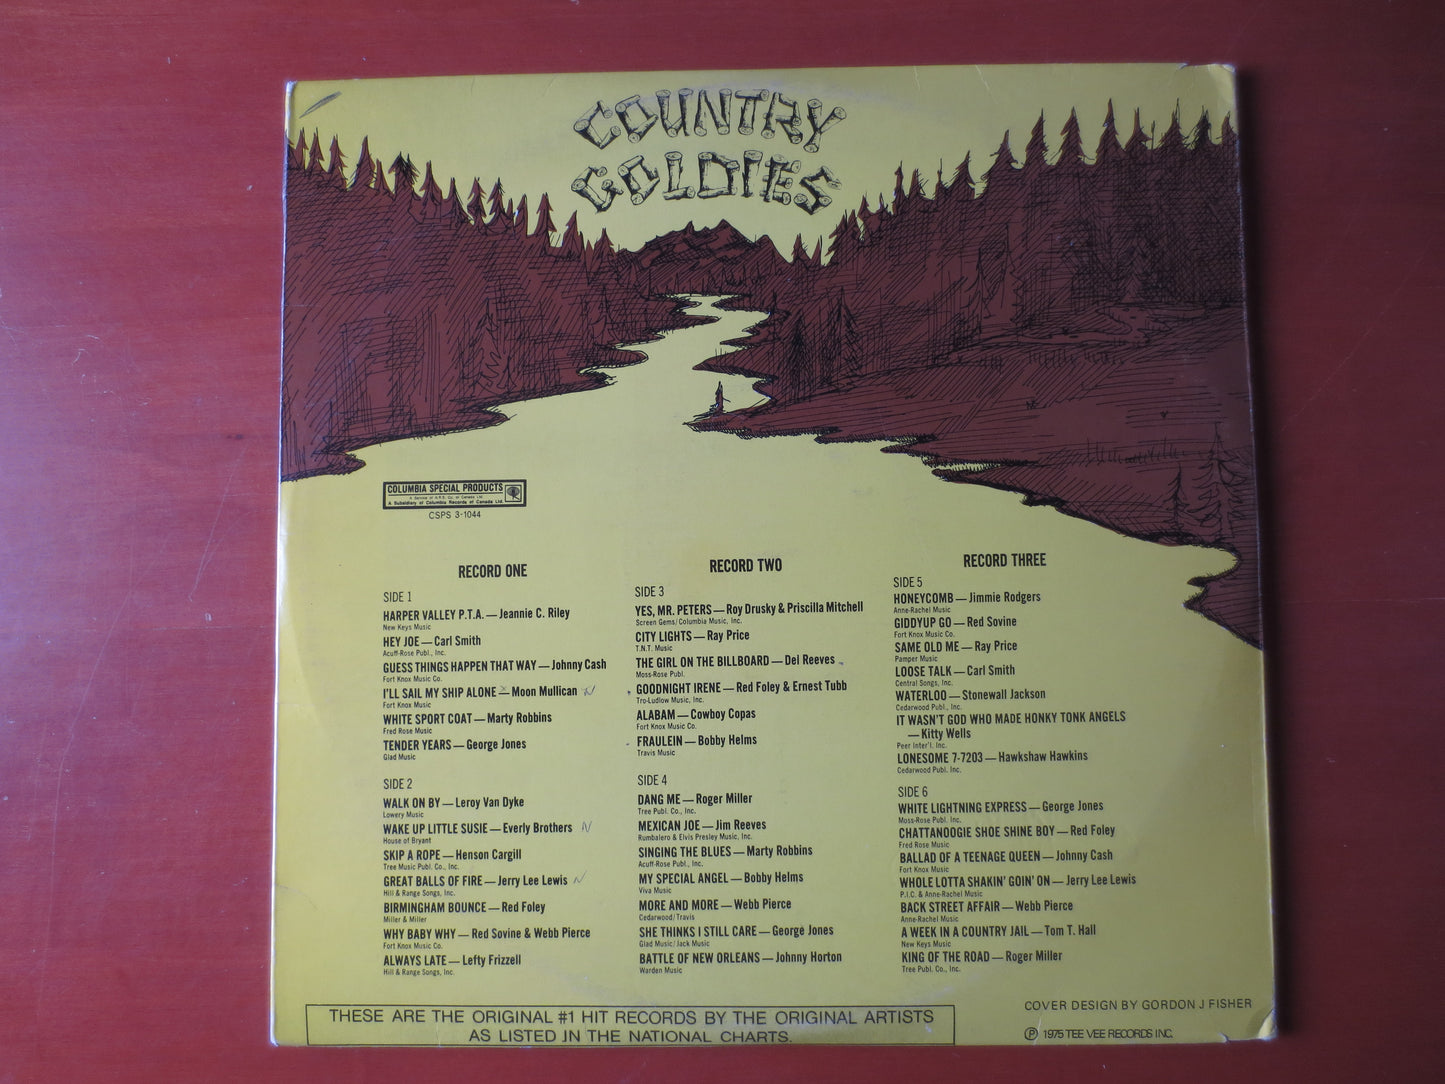 COUNTRY
GOLDIES
COLUMBIA SPECIAL PRODUCTS
A Service of A.R.S. Co. of Canada Ltd.
A Subsidiary of Columbia Records of Canada Ltd.
CSPS 3-1044
RECORD ONE
SIDE 1
HARPER VALLEY P.T.A. — Jeannie C. Riley
New Keys Music
HEY JOE — Carl Smith
Acuff-Rose Publ., Inc.
GUESS THINGS HAPPEN THAT WAY — Johnny Cash
Fort Knox Music Co.
I'LL SAIL MY SHIP ALONE — Moon Mullican
Fort Knox Music
WHITE SPORT COAT — Marty Robbins
Fred Rose Music
TENDER YEARS — George Jones
Glad Music
SIDE 2
WALK ON BY — Leroy Van Dyke
Lowery Music
WAKE UP LITTLE SUSIE — Everly Brothers
House of Bryant
SKIP A ROPE — Henson Cargill
Tree Music Publ. Co., Inc.
GREAT BALLS OF FIRE — Jerry Lee Lewis
Hill & Range Songs, Inc.
BIRMINGHAM BOUNCE — Red Foley
Miller & Miller
WHY BABY WHY — Red Sovine & Webb Pierce
Fort Knox Music Co.
ALWAYS LATE — Lefty Frizzell
Hill & Range Songs, Inc.
RECORD TWO
SIDE 3
YES, MR. PETERS — Roy Drusky & Priscilla Mitchell
Screen Gems/Columbia Music, Inc.
CITY LIGHTS — Ray Price
T.N.T. Music
THE GIRL ON THE BILLBOARD — Del Reeves
Moss-Rose Publ.
GOODNIGHT IRENE — Red Foley & Ernest Tubb
Tro-Ludlow Music, Inc.
ALABAM — Cowboy Copas
Fort Knox Music Co.
FRAULEIN — Bobby Helms
Travis Music
SIDE 4
DANG ME — Roger Miller
Tree Publ. Co., Inc.
MEXICAN JOE — Jim Reeves
Rumbalero & Elvis Presley Music, Inc.
SINGING THE BLUES — Marty Robbins
Acuff-Rose Publ., Inc.
MY SPECIAL ANGEL — Bobby Helms
Viva Music
MORE AND MORE — Webb Pierce
Cedarwood/Travis
SHE THINKS I STILL CARE — George Jones
Glad Music/Jack Music
BATTLE OF NEW ORLEANS — Johnny Horton
Warden Music
RECORD THREE
SIDE 5
HONEYCOMB — Jimmie Rodgers
Anne-Rachel Music
GIDDYUP GO — Red Sovine
Fort Knox Music Co.
SAME OLD ME — Ray Price
Pamper Music
LOOSE TALK — Carl Smith
Central Songs, Inc.
WATERLOO — Stonewall Jackson
Cedarwood Publ., Inc.
IT WASN'T GOD WHO MADE HONKY TONK ANGELS
— Kitty Wells
Peer Inter'l. Inc.
LONESOME 7-7203 — Hawkshaw Hawkins
Cedarwood Publ. Inc.
SIDE 6
WHITE LIGHTNING EXPRESS — George Jones
Moss-Rose Publ.
CHATTANOOGIE SHOE SHINE BOY — Red Foley
Fred Rose Music
BALLAD OF A TEENAGE QUEEN — Johnny Cash
Fort Knox Music
WHOLE LOTTA SHAKIN' GOIN' ON — Jerry Lee Lewis
P.I.C. & Anne-Rachel Music
BACK STREET AFFAIR — Webb Pierce
Anne-Rachel Music
A WEEK IN A COUNTRY JAIL — Tom T. Hall
New Keys Music
KING OF THE ROAD — Roger Miller
Tree Publ. Co., Inc.
THESE ARE THE ORIGINAL #1 HIT RECORDS BY THE ORIGINAL ARTISTS
AS LISTED IN THE NATIONAL CHARTS.
COVER DESIGN BY GORDON J FISHER
Ⓟ 1975 TEE VEE RECORDS INC.